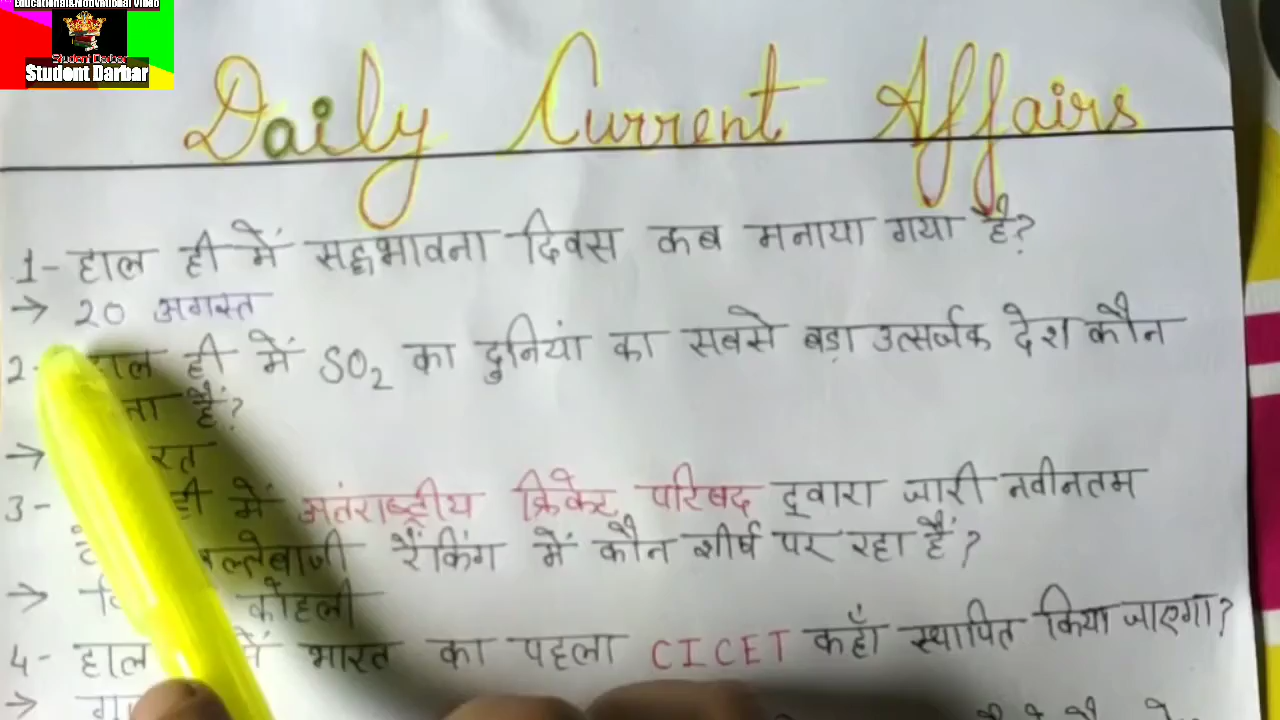 Educational&Motivational Video
Student Darbar
Student Darbar
Daily Current Affairs
1- हाल ही में सद्दभावना दिवस कब मनाया गया है?
→ 20 अगस्त
2- हाल ही में SO2 का दुनियां का सबसे बड़ा उत्सर्जक देश कौन
ना हैं?
→ रत
3- ही में अंतराष्ट्रीय क्रिकेट परिषद द्वारा जारी नवीनतम
बल्लेबाजी रैंकिंग में कौन शीर्ष पर रहा हैं?
→ कोहली
4- हाल में भारत का पहला CICET कहाँ स्थापित किया जाएगा?
→